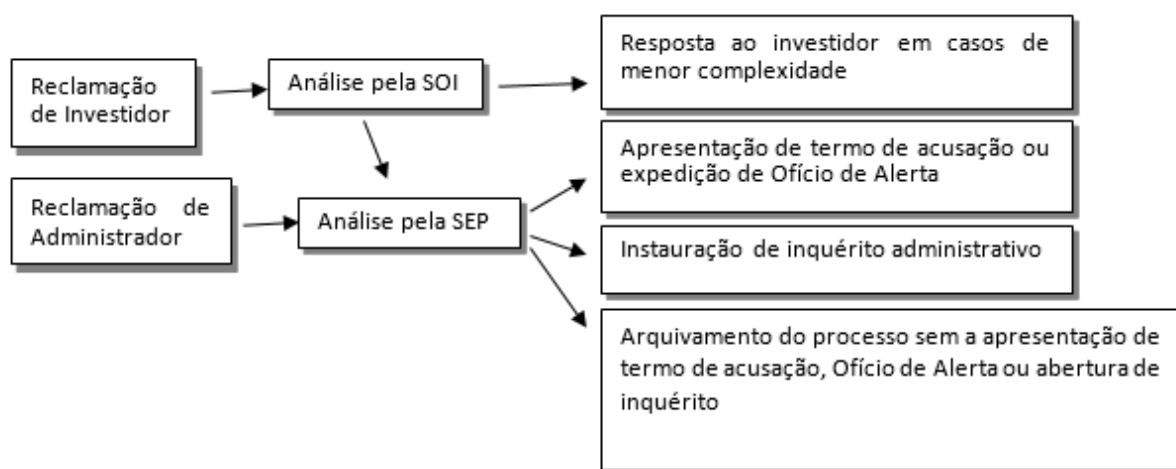 Reclamação
de Investidor
Análise pela SOI
Resposta ao investidor em casos de
menor complexidade
Reclamação de
Administrador
Análise pela SEP
Apresentação de termo de acusação ou
expedição de Ofício de Alerta
Instauração de inquérito administrativo
Arquivamento do processo sem a apresentação de
termo de acusação, Ofício de Alerta ou abertura de
inquérito